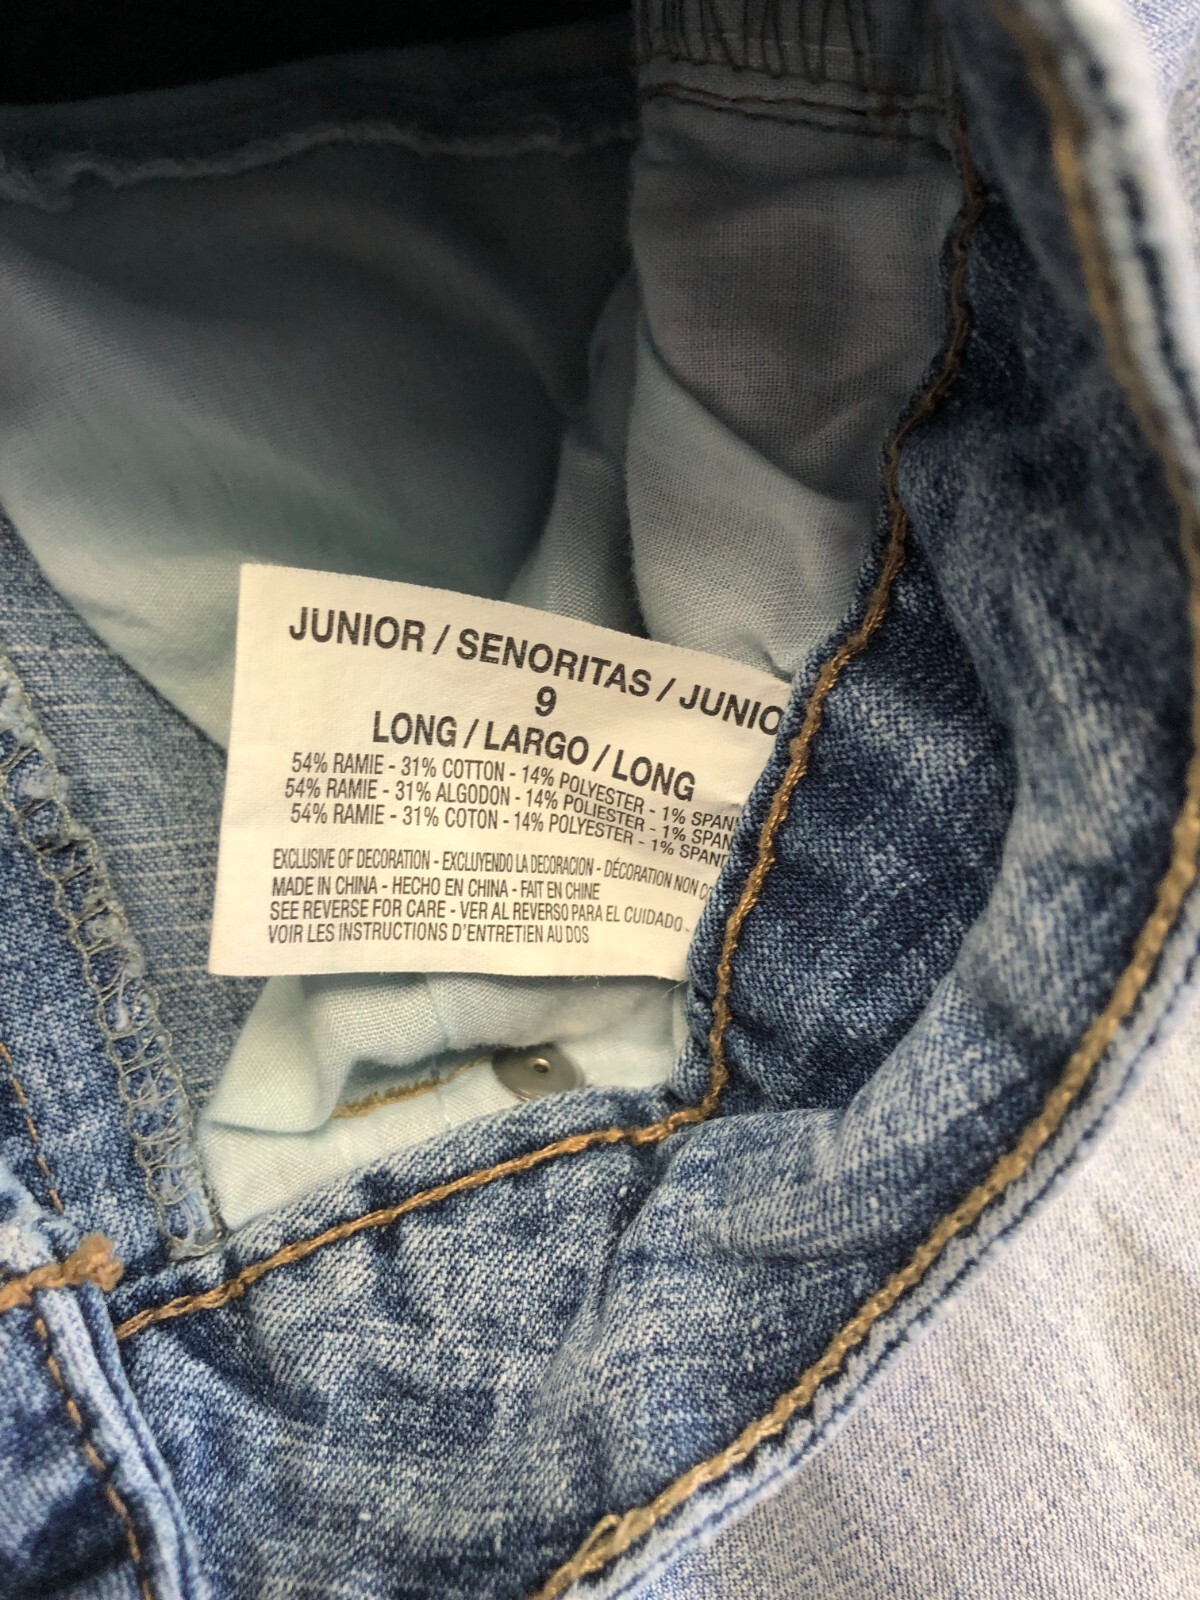 JUNIOR / SENORITAS / JUNIO
9
LONG / LARGO / LONG
54% RAMIE - 31% COTTON - 14% POLYESTER - 1% SPAN
54% RAMIE - 31% ALGODON - 14% POLIESTER - 1% SPAN
54% RAMIE - 31% COTON - 14% POLYESTER - 1% SPAND
EXCLUSIVE OF DECORATION - EXCLUYENDO LA DECORACION - DÉCORATION NON CO
MADE IN CHINA - HECHO EN CHINA - FAIT EN CHINE
SEE REVERSE FOR CARE - VER AL REVERSO PARA EL CUIDADO -
VOIR LES INSTRUCTIONS D'ENTRETIEN AU DOS